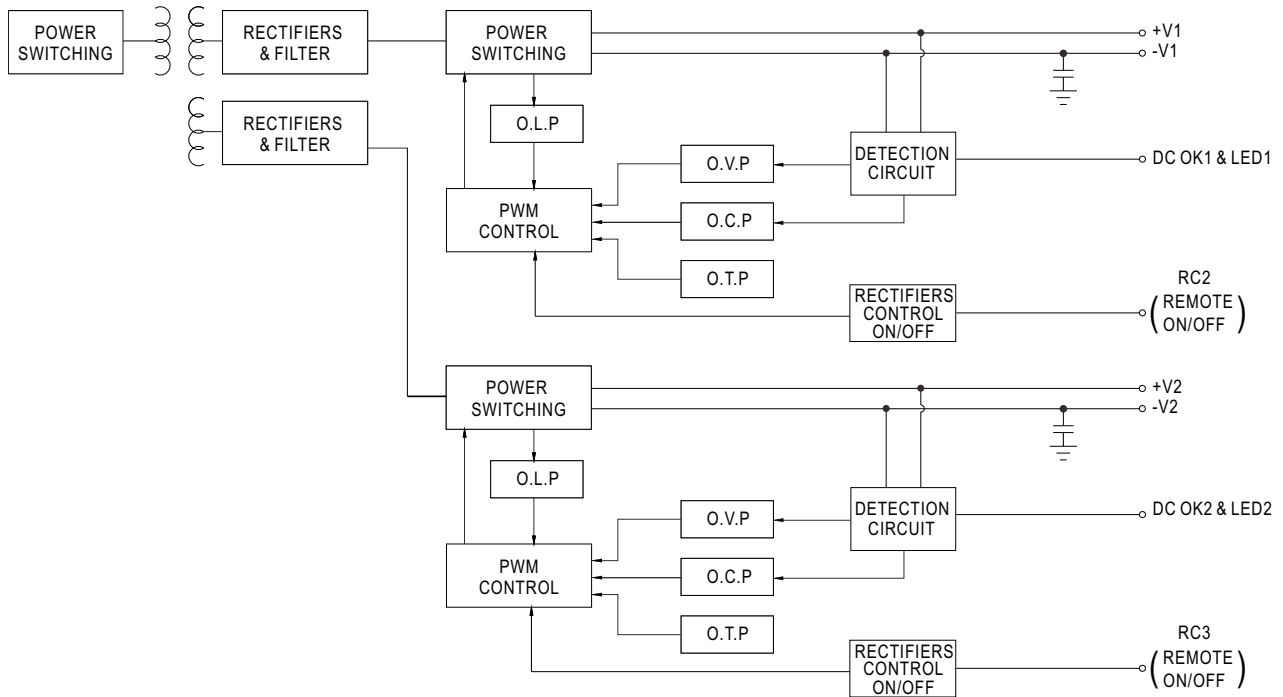 POWER
SWITCHING
RECTIFIERS
& FILTER
POWER
SWITCHING
+V1
-V1
RECTIFIERS
& FILTER
O.L.P
O.V.P
DETECTION
CIRCUIT
DC OK1 & LED1
PWM
CONTROL
O.C.P
O.T.P
RECTIFIERS
CONTROL
ON/OFF
RC2
(REMOTE
ON/OFF)
POWER
SWITCHING
+V2
-V2
O.L.P
O.V.P
DETECTION
CIRCUIT
DC OK2 & LED2
PWM
CONTROL
O.C.P
O.T.P
RECTIFIERS
CONTROL
ON/OFF
RC3
(REMOTE
ON/OFF)